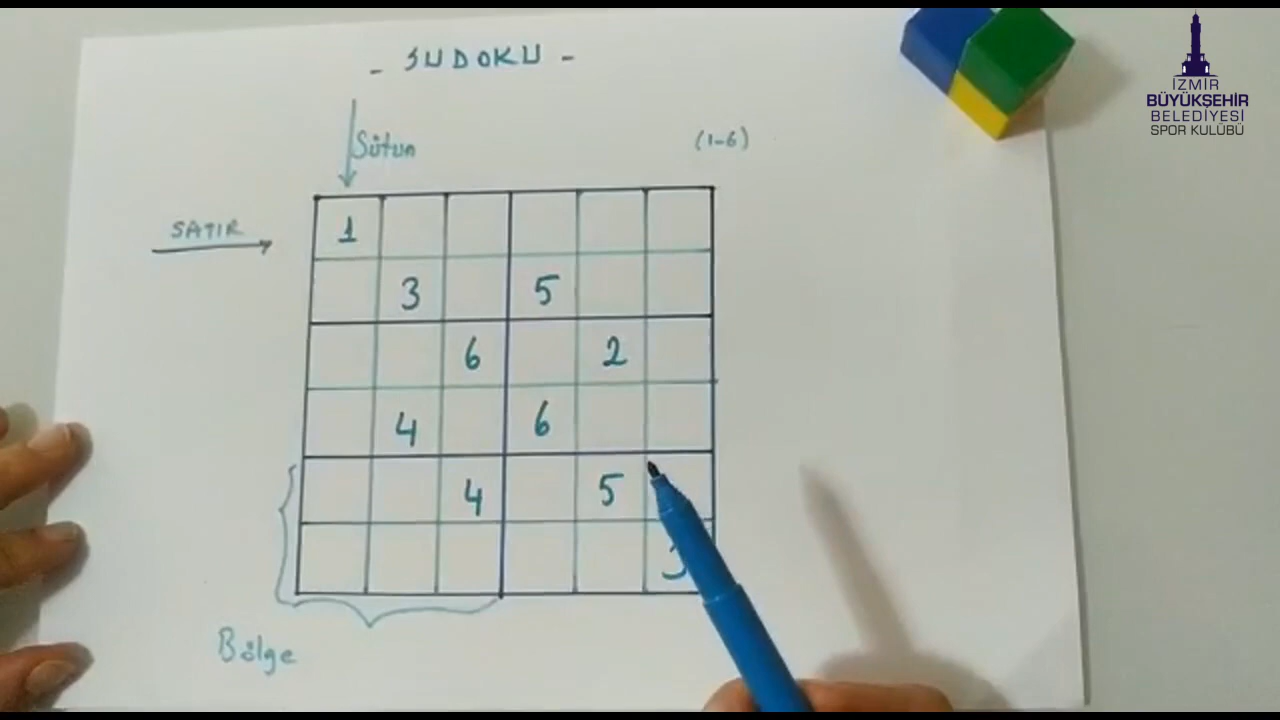 - SUDOKU -
İZMİR
BÜYÜKŞEHİR
BELEDİYESİ
SPOR KULÜBÜ
Sütun
(1-6)
SATIR
1
3 5
6 2
4 6
4 5
3
Bölge